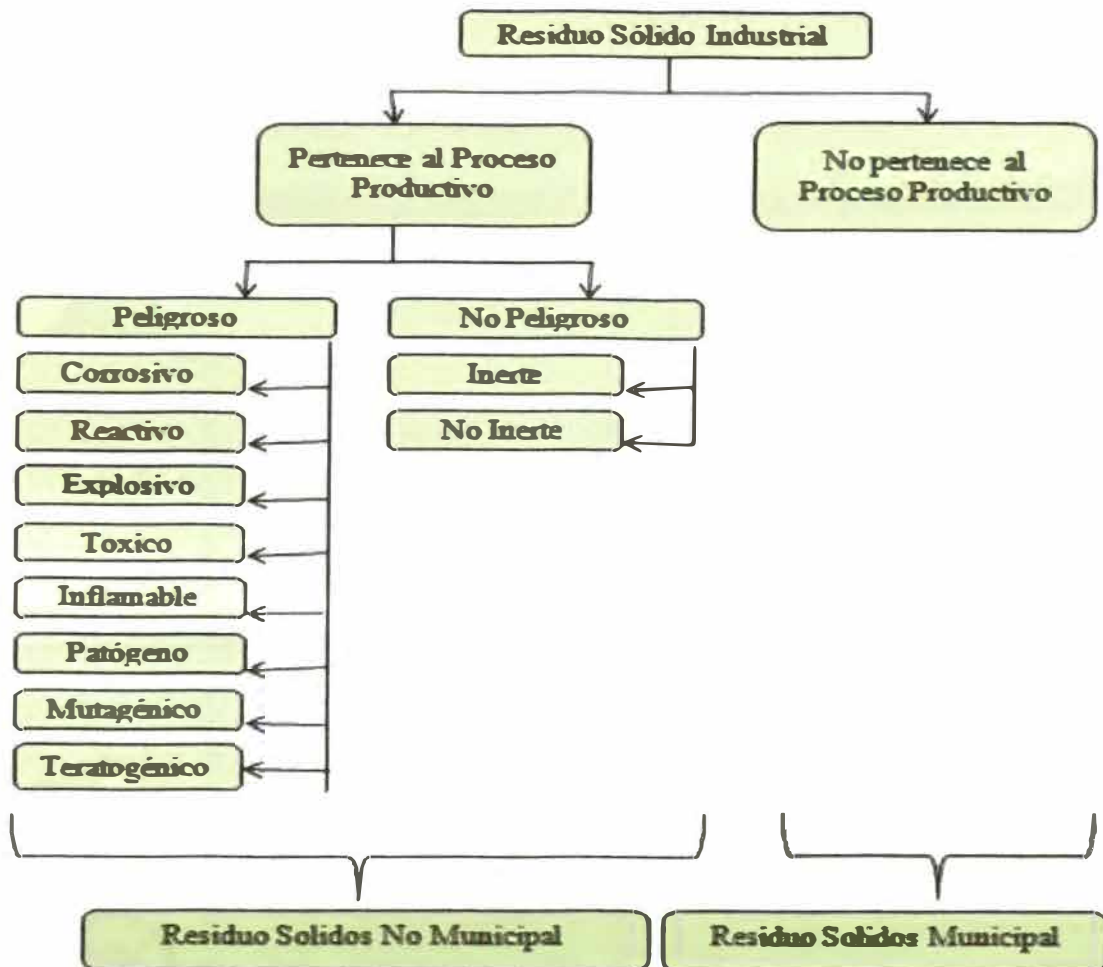 Residuo Sólido Industrial
Pertenece al Proceso
Productivo
No pertenece al
Proceso Productivo
Peligroso
No Peligroso
Corrosivo
Inerte
Reactivo
No Inerte
Explosivo
Toxico
Inflamable
Patógeno
Mutagénico
Teratogénico
Residuo Solidos No Municipal
Residuo Solidos Municipal